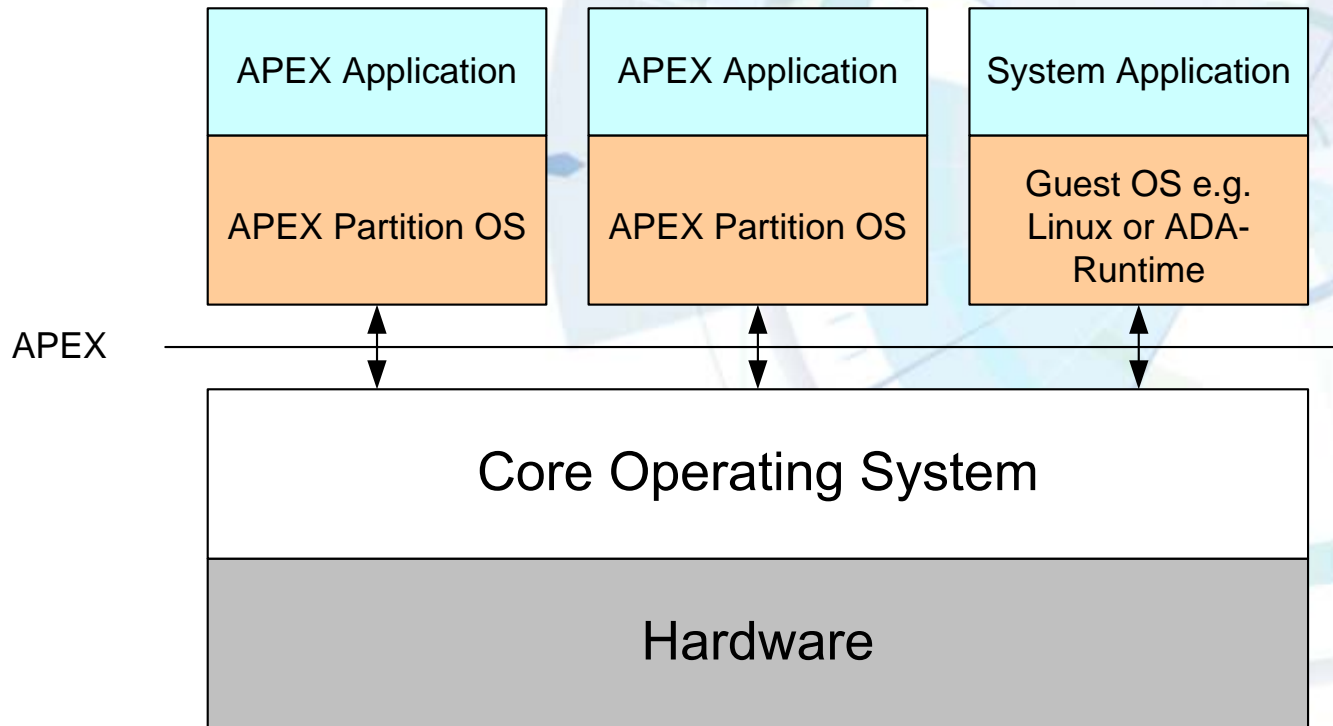 APEX Application
APEX Application
System Application
APEX Partition OS
APEX Partition OS
Guest OS e.g.
Linux or ADA-
Runtime
APEX
Core Operating System
Hardware